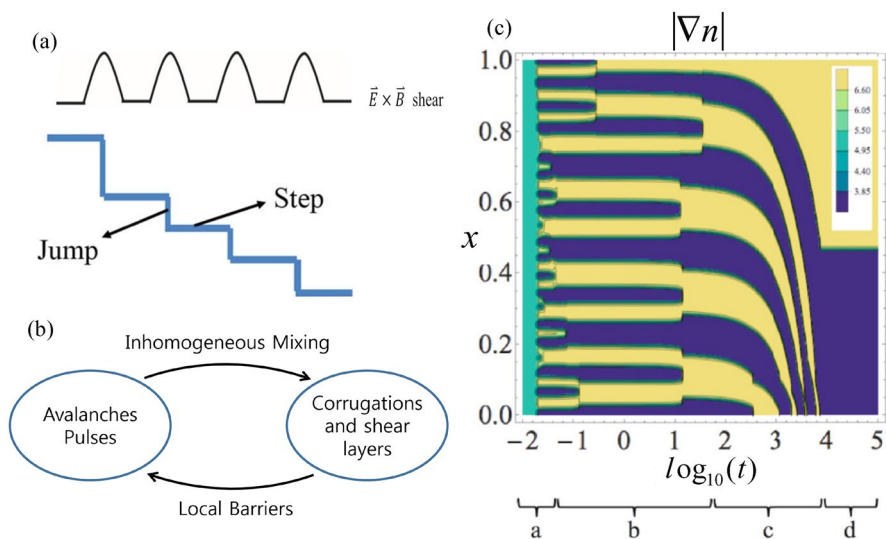 (a)
E⃗ × B⃗ shear
Step
Jump
(b)
Inhomogeneous Mixing
Avalanches
Pulses
Corrugations
and shear
layers
Local Barriers
(c)
|∇n|
1.0
0.8
0.6
0.4
0.2
0.0
x
6.60
6.05
5.50
4.95
4.40
3.85
−2 −1 0 1 2 3 4 5
log₁₀(t)
a b c d